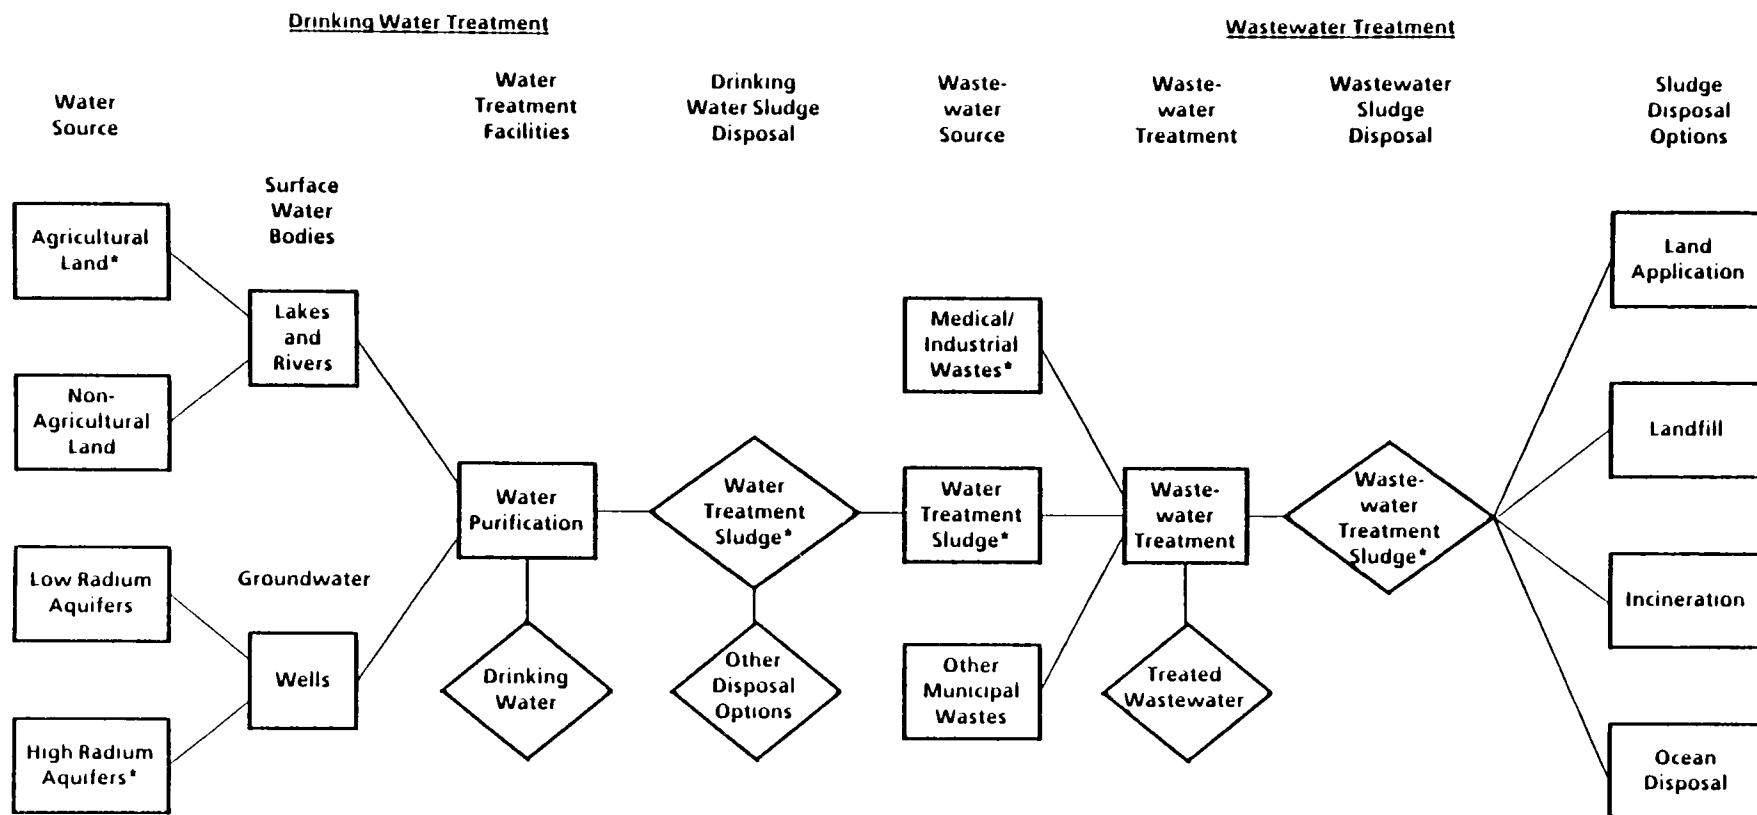 Drinking Water Treatment
Wastewater Treatment
Water
Source
Water
Treatment
Facilities
Drinking
Water Sludge
Disposal
Waste-
water
Source
Waste-
water
Treatment
Wastewater
Sludge
Disposal
Sludge
Disposal
Options
Surface
Water
Bodies
Agricultural
Land*
Non-
Agricultural
Land
Lakes
and
Rivers
Low Radium
Aquifers
High Radium
Aquifers*
Groundwater
Wells
Water
Purification
Drinking
Water
Water
Treatment
Sludge*
Other
Disposal
Options
Medical/
Industrial
Wastes*
Water
Treatment
Sludge*
Other
Municipal
Wastes
Waste-
water
Treatment
Treated
Wastewater
Waste-
water
Treatment
Sludge*
Land
Application
Landfill
Incineration
Ocean
Disposal